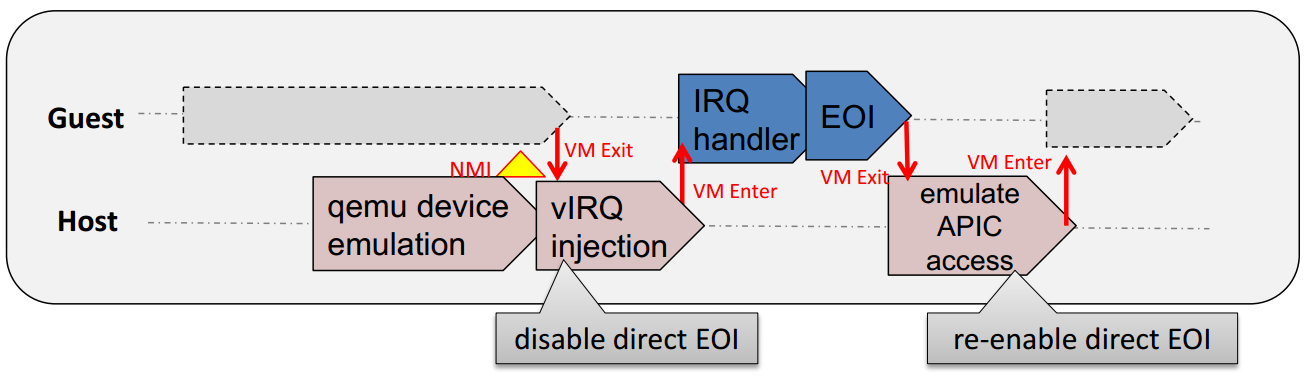 Guest
IRQ
handler
EOI
VM Exit
NMI
VM Enter
VM Exit
VM Enter
Host
qemu device
emulation
vIRQ
injection
emulate
APIC
access
disable direct EOI
re-enable direct EOI